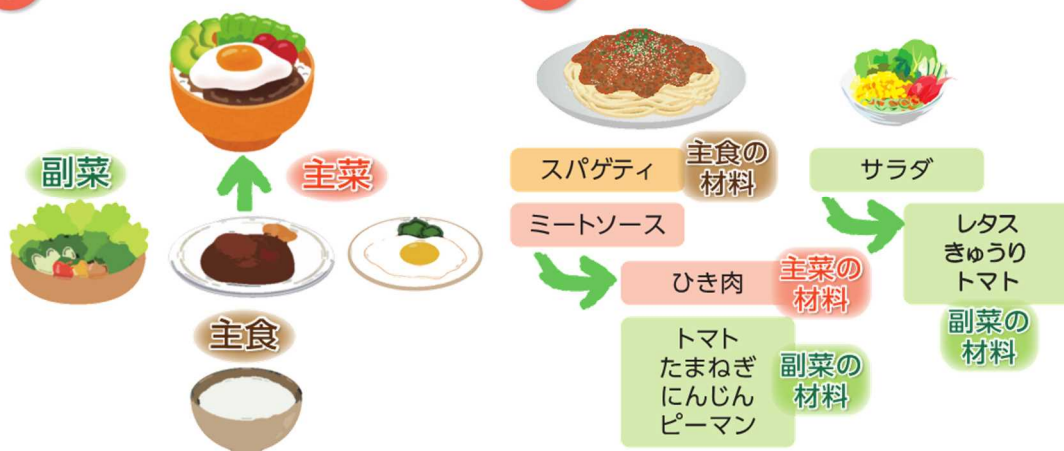 副菜
主菜
主食
スパゲティ
主食の
材料
ミートソース
ひき肉
主菜の
材料
トマト
たまねぎ
にんじん
ピーマン
副菜の
材料
サラダ
レタス
きゅうり
トマト
副菜の
材料